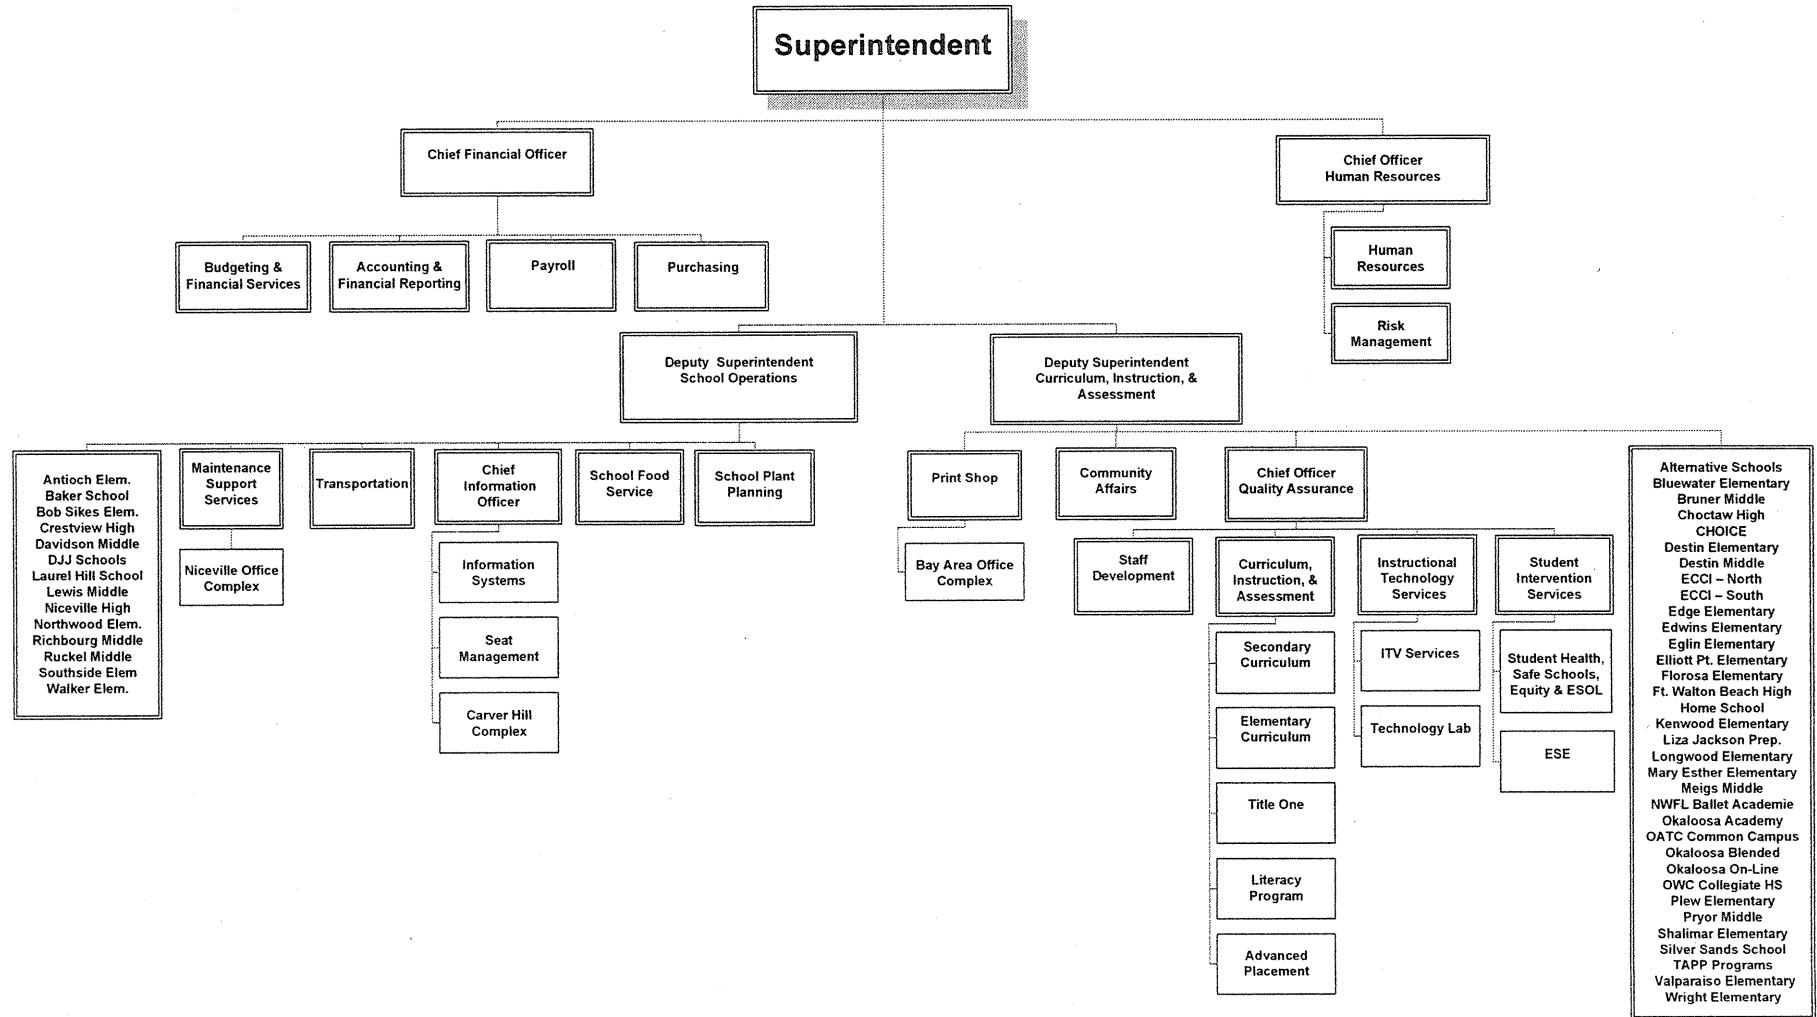 Superintendent
Chief Financial Officer
Chief Officer
Human Resources
Budgeting &
Financial Services
Accounting &
Financial Reporting
Payroll
Purchasing
Human
Resources
Risk
Management
Deputy Superintendent
School Operations
Deputy Superintendent
Curriculum, Instruction, &
Assessment
Antioch Elem.
Baker School
Bob Sikes Elem.
Crestview High
Davidson Middle
DJJ Schools
Laurel Hill School
Lewis Middle
Niceville High
Northwood Elem.
Richbourg Middle
Ruckel Middle
Southside Elem
Walker Elem.
Maintenance
Support
Services
Niceville Office
Complex
Transportation
Chief
Information
Officer
Information
Systems
Seat
Management
Carver Hill
Complex
School Food
Service
School Plant
Planning
Print Shop
Bay Area Office
Complex
Community
Affairs
Chief Officer
Quality Assurance
Staff
Development
Curriculum,
Instruction, &
Assessment
Secondary
Curriculum
Elementary
Curriculum
Title One
Literacy
Program
Advanced
Placement
Instructional
Technology
Services
ITV Services
Technology Lab
Student
Intervention
Services
Student Health,
Safe Schools,
Equity & ESOL
ESE
Alternative Schools
Bluewater Elementary
Bruner Middle
Choctaw High
CHOICE
Destin Elementary
Destin Middle
ECCI – North
ECCI – South
Edge Elementary
Edwins Elementary
Eglin Elementary
Elliott Pt. Elementary
Florosa Elementary
Ft. Walton Beach High
Home School
Kenwood Elementary
Liza Jackson Prep.
Longwood Elementary
Mary Esther Elementary
Meigs Middle
NWFL Ballet Academie
Okaloosa Academy
OATC Common Campus
Okaloosa Blended
Okaloosa On-Line
OWC Collegiate HS
Plew Elementary
Pryor Middle
Shalimar Elementary
Silver Sands School
TAPP Programs
Valparaiso Elementary
Wright Elementary